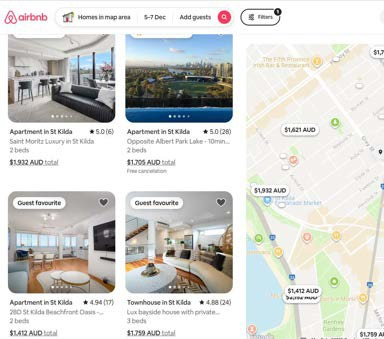 airbnb
Homes in map area
5-7 Dec
Add guests
Filters
1
Apartment in St Kilda
5.0 (6)
Saint Moritz Luxury in St Kilda
2 beds
$1,932 AUD total
Apartment in St Kilda
5.0 (28)
Opposite Albert Park Lake - 10min...
2 beds
$1,705 AUD total
Free cancellation
Guest favourite
Apartment in St Kilda
4.94 (17)
28D St Kilda Beachfront Oasis -...
2 beds
$1,412 AUD total
Guest favourite
Townhouse in St Kilda
4.88 (24)
Lux bayside house with private...
3 beds
$1,759 AUD total
The Fifth Province
Irish Bar & Restaurant
$1,7
$1,621 AUD
$1,932 AUD
$1,412 AUD
Renfrey
Gardens